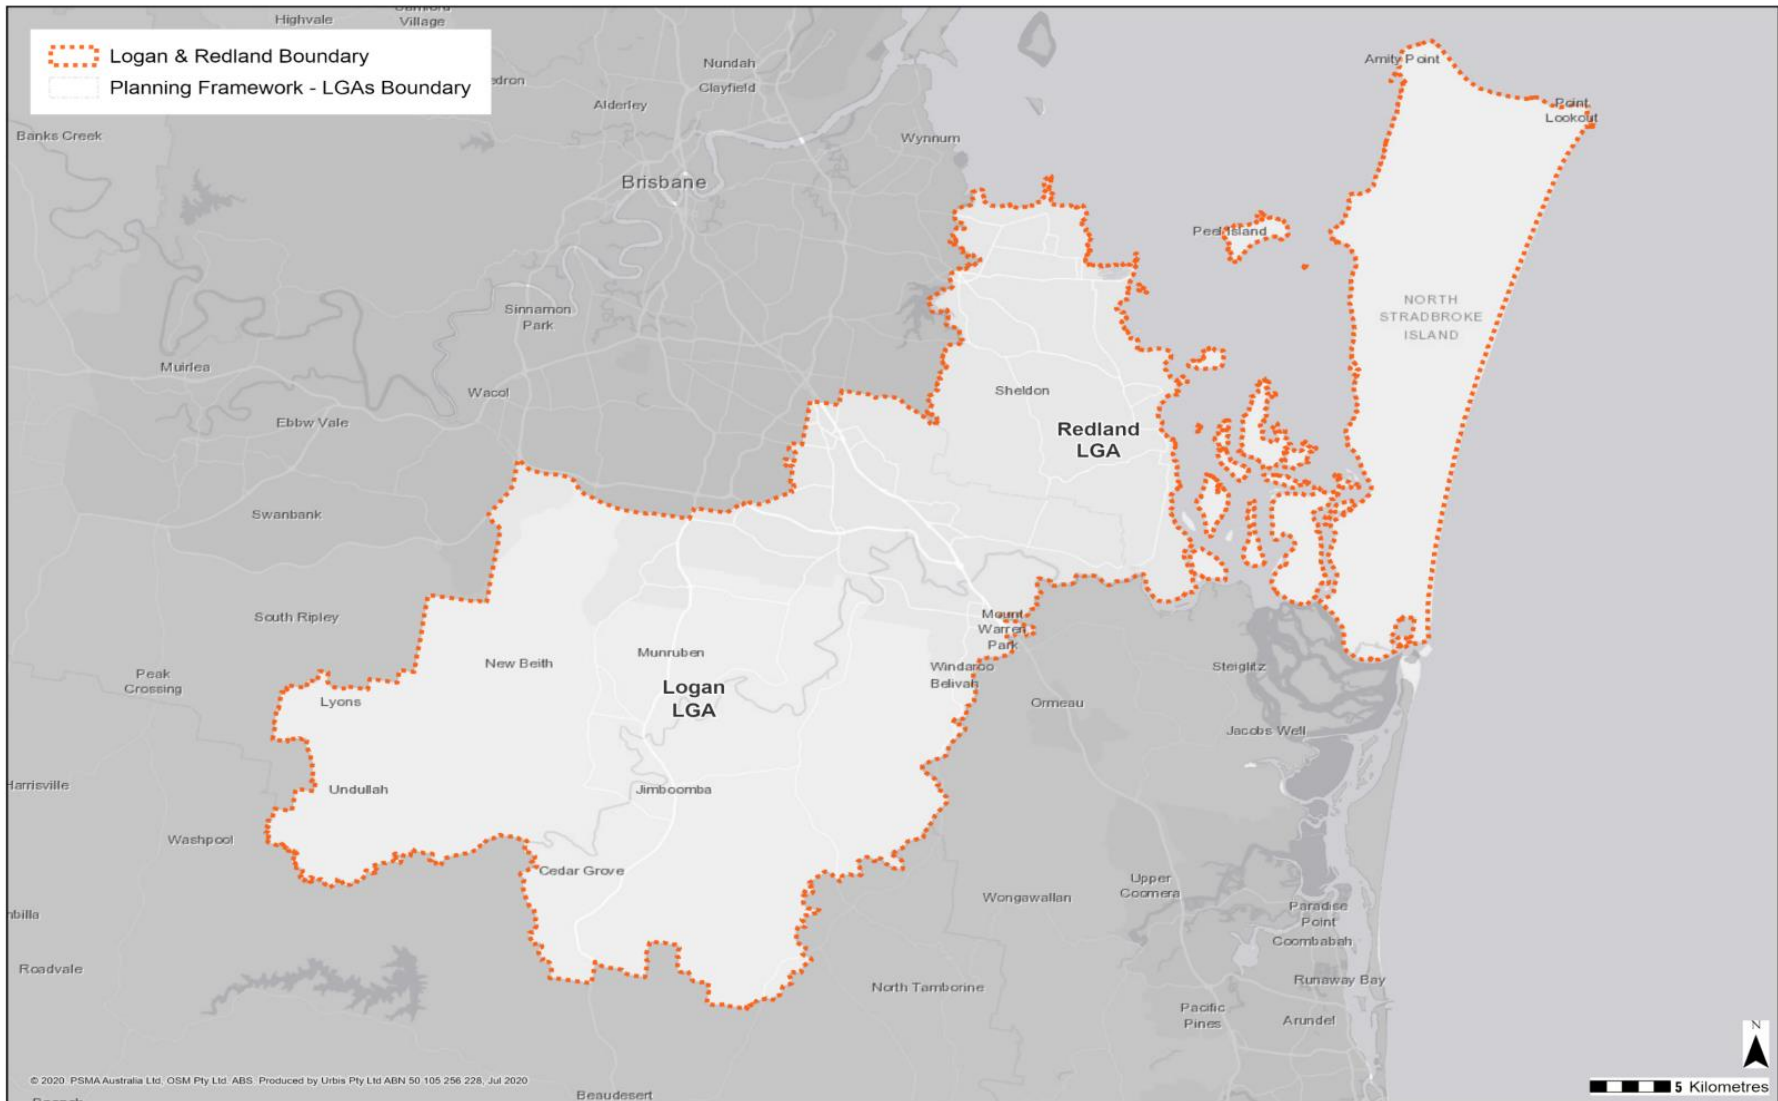 Highvale
Village
Logan & Redland Boundary
Planning Framework - LGAs Boundary
Nundah
Clayfield
Alderley
Banks Creek
Wynnum
Brisbane
Amity Point
Point
Lookout
Peel Island
Sinnamon
Park
NORTH
STRADBROKE
ISLAND
Muirlea
Wacol
Sheldon
Ebbw Vale
Redland
LGA
Swanbank
South Ripley
Mount
Warren
Park
New Beith
Munruben
Windaroo
Belivah
Steiglitz
Peak
Crossing
Lyons
Logan
LGA
Ormeau
Jacobs Well
Harrisville
Undullah
Jimboomba
Washpool
Cedar Grove
Upper
Coomera
Wongawallan
Paradise
Point
Coombabah
Roadvale
North Tamborine
Runaway Bay
Pacific
Pines
Arundel
N
© 2020. PSMA Australia Ltd, OSM Pty Ltd. ABS. Produced by Urbis Pty Ltd ABN 50 105 256 228, Jul 2020
5 Kilometres
Beaudesert